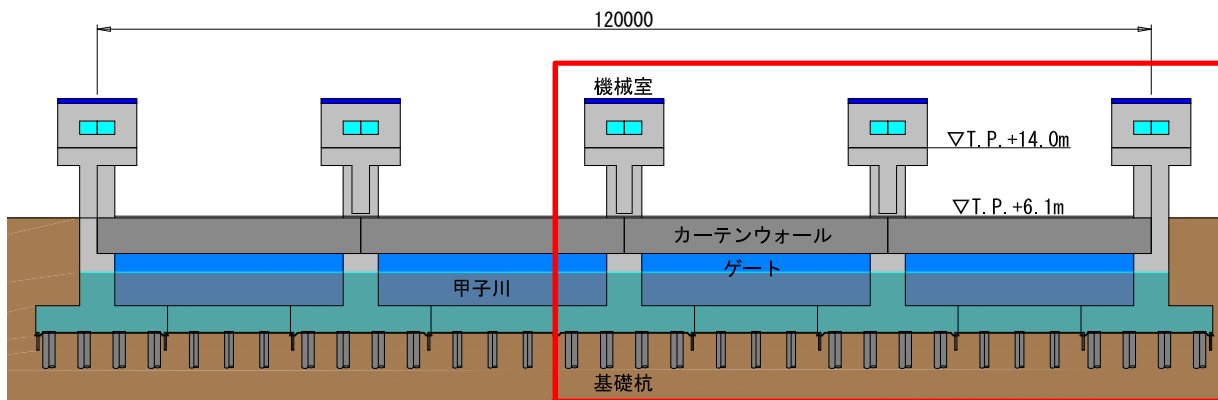 120000
機械室
▽T.P.+14.0m
▽T.P.+6.1m
カーテンウォール
ゲート
甲子川
基礎杭